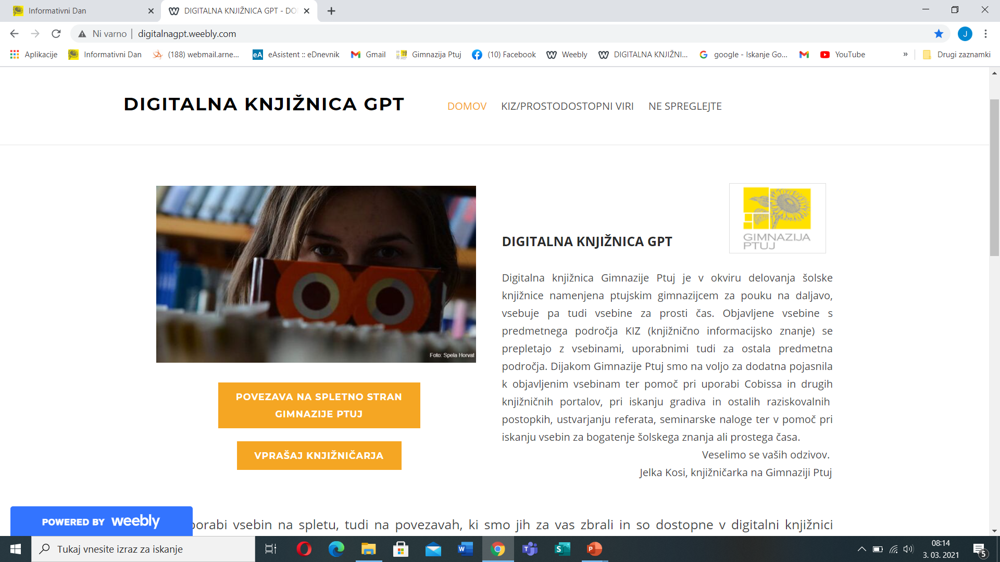 Informativni Dan
DIGITALNA KNJIŽNICA GPT - DO
Ni varno
digitalnagpt.weebly.com
J
Aplikacije
Informativni Dan
(188) webmail.arne...
eA
eAsistent :: eDnevnik
Gmail
Gimnazija Ptuj
(10) Facebook
Weebly
DIGITALNA KNJIŽNI...
google - Iskanje Go...
YouTube
»
Drugi zaznamki
DIGITALNA KNJIŽNICA GPT
DOMOV
KIZ/PROSTODOSTOPNI VIRI
NE SPREGLEJTE
GIMNAZIJA
PTUJ
DIGITALNA KNJIŽNICA GPT
Digitalna knjižnica Gimnazije Ptuj je v okviru delovanja šolske
knjižnice namenjena ptujskim gimnazijcem za pouku na daljavo,
vsebuje pa tudi vsebine za prosti čas. Objavljene vsebine s
predmetnega področja KIZ (knjižnično informacijsko znanje) se
prepletajo z vsebinami, uporabnimi tudi za ostala predmetna
področja. Dijakom Gimnazije Ptuj smo na voljo za dodatna pojasnila
k objavljenim vsebinam ter pomoč pri uporabi Cobissa in drugih
knjižničnih portalov, pri iskanju gradiva in ostalih raziskovalnih
postopkih, ustvarjanju referata, seminarske naloge ter v pomoč pri
iskanju vsebin za bogatenje šolskega znanja ali prostega časa.
Veselimo se vaših odzivov.
Jelka Kosi, knjižničarka na Gimnaziji Ptuj
Foto: Spela Horvat
POVEZAVA NA SPLETNO STRAN
GIMNAZIJE PTUJ
VPRAŠAJ KNJIŽNIČARJA
POWERED BY weebly
porabi vsebin na spletu, tudi na povezavah, ki smo jih za vas zbrali in so dostopne v digitalni knjižnici
Tukaj vnesite izraz za iskanje
08:14
3. 03. 2021
5